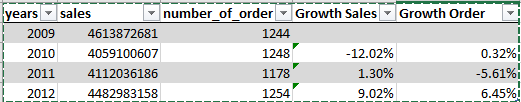 years sales number_of_order Growth Sales Growth Order
2009 4613872681 1244
2010 4059100607 1248 -12.02% 0.32%
2011 4112036186 1178 1.30% -5.61%
2012 4482983158 1254 9.02% 6.45%